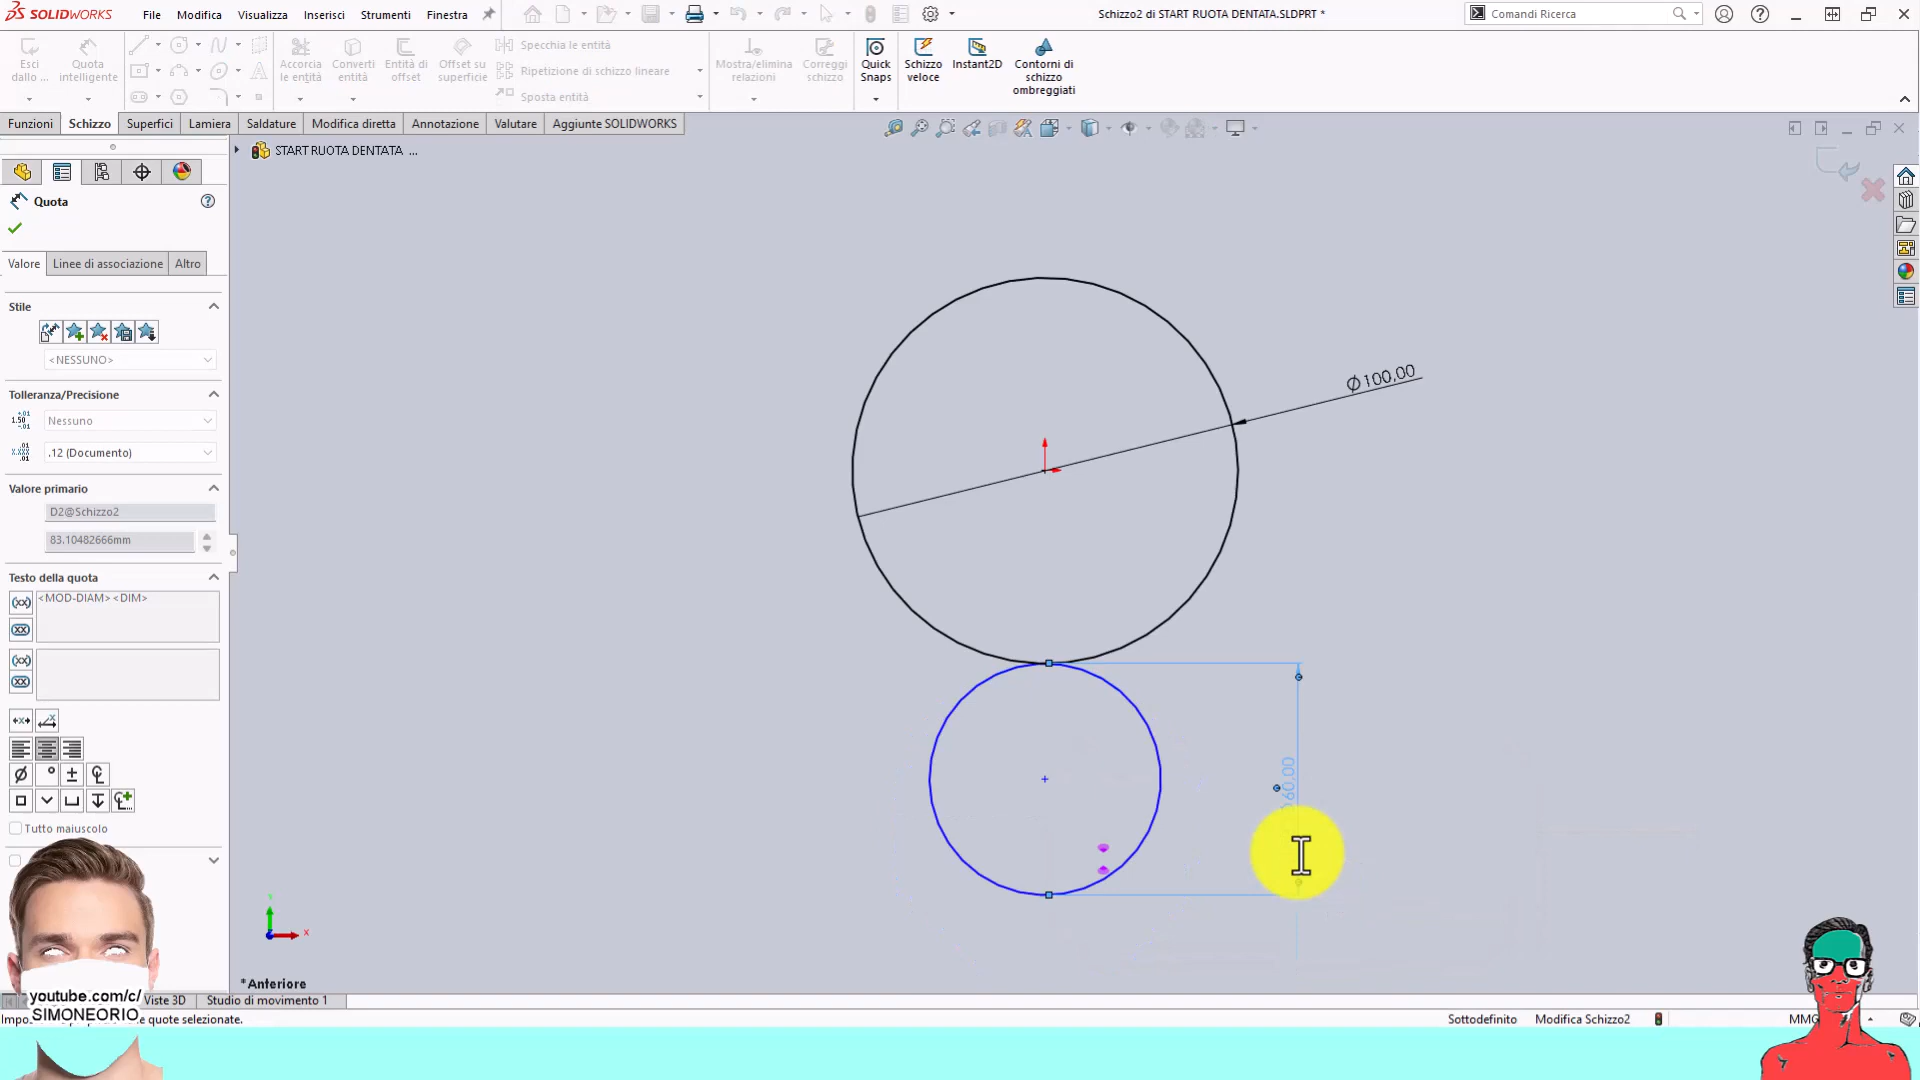 SOLIDWORKS
File
Modifica
Visualizza
Inserisci
Strumenti
Finestra
Schizzo2 di START RUOTA DENTATA.SLDPRT *
Comandi Ricerca
Esci
dallo ...
Quota
intelligente
Accorcia
le entità
Converti
entità
Entità di
offset
Offset su
superficie
Specchia le entità
Ripetizione di schizzo lineare
Sposta entità
Mostra/elimina
relazioni
Correggi
schizzo
Quick
Snaps
Schizzo
veloce
Instant2D
Contorni di
schizzo
ombreggiati
Funzioni
Schizzo
Superfici
Lamiera
Saldature
Modifica diretta
Annotazione
Valutare
Aggiunte SOLIDWORKS
START RUOTA DENTATA ...
Quota
Valore
Linee di associazione
Altro
Stile
<NESSUNO>
Tolleranza/Precisione
Nessuno
.12 (Documento)
Valore primario
D2@Schizzo2
83.10482666mm
Testo della quota
<MOD-DIAM><DIM>
Tutto maiuscolo
Ø100,00
60,00
X
*Anteriore
Viste 3D
Studio di movimento 1
youtube.com/c/
SIMONEORIO
le quote selezionate.
Sottodefinito
Modifica Schizzo2
MMG